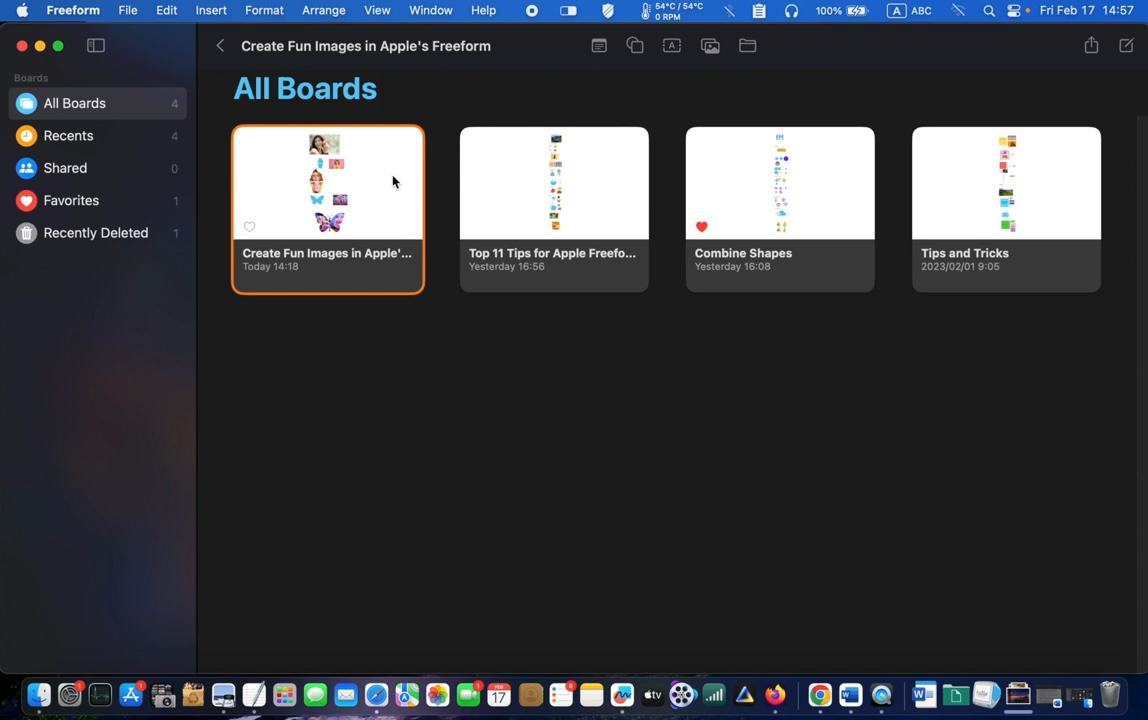 Freeform File Edit Insert Format Arrange View Window Help 54°C / 54°C 100% A ABC Fri Feb 17 14:57
0 RPM
Create Fun Images in Apple's Freeform A
Boards
All Boards 4
Recents 4
Shared 0
Favorites 1
Recently Deleted 1
All Boards
Create Fun Images in Apple'...
Today 14:18
Top 11 Tips for Apple Freefo...
Yesterday 16:56
Combine Shapes
Yesterday 16:08
Tips and Tricks
2023/02/01 9:05
FEB
17
tv